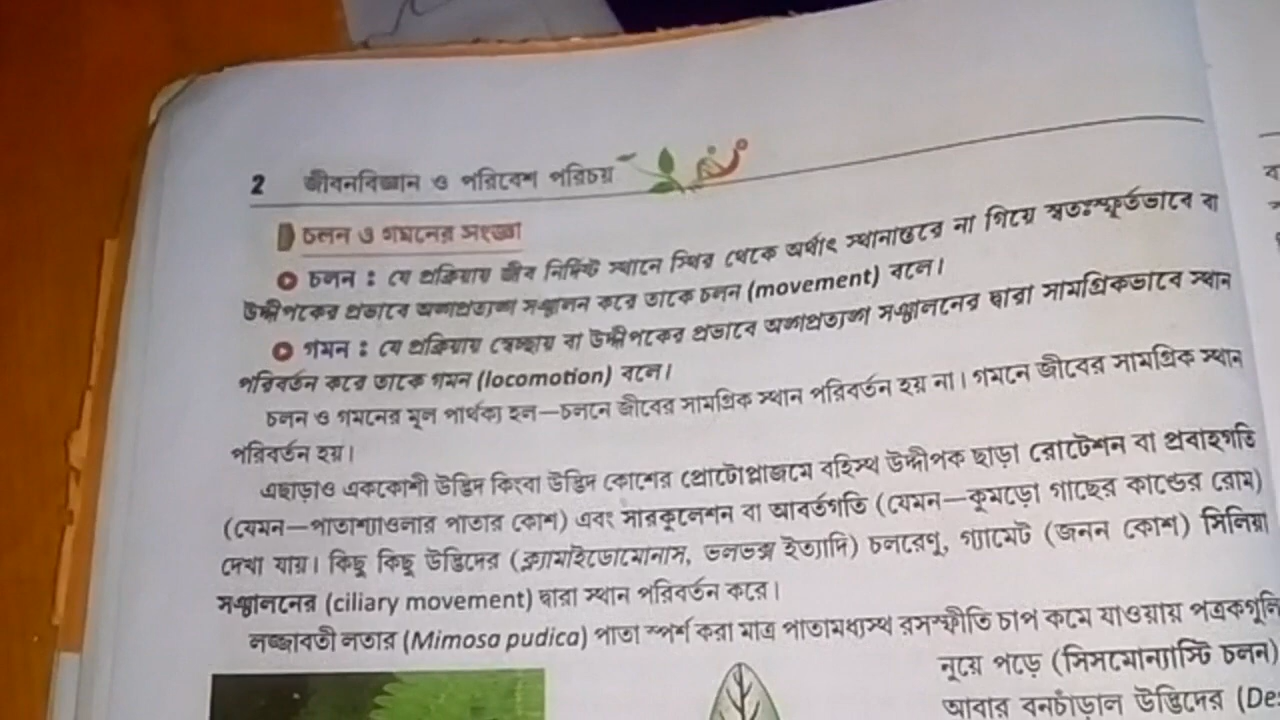 2 জীবনবিজ্ঞান ও পরিবেশ পরিচয়
চলন ও গমনের সংজ্ঞা
চলন : যে প্রক্রিয়ায় জীব নির্দিষ্ট স্থানে স্থির থেকে অর্থাৎ স্থানান্তরে না গিয়ে স্বতঃস্ফূর্তভাবে বা
উদ্দীপকের প্রভাবে অঙ্গপ্রত্যঙ্গ সঞ্চালন করে তাকে চলন (movement) বলে।
গমন : যে প্রক্রিয়ায় স্বেচ্ছায় বা উদ্দীপকের প্রভাবে অঙ্গপ্রত্যঙ্গ সঞ্চালনের দ্বারা সামগ্রিকভাবে স্থান
পরিবর্তন করে তাকে গমন (locomotion) বলে।
চলন ও গমনের মূল পার্থক্য হল—চলনে জীবের সামগ্রিক স্থান পরিবর্তন হয় না। গমনে জীবের সামগ্রিক স্থান
পরিবর্তন হয়।
এছাড়াও এককোশী উদ্ভিদ কিংবা উদ্ভিদ কোশের প্রোটোপ্লাজমে বহিস্থ উদ্দীপক ছাড়া রোটেশন বা প্রবাহগতি
(যেমন—পাতাশ্যাওলার পাতার কোশ) এবং সারকুলেশন বা আবর্তগতি (যেমন—কুমড়ো গাছের কাণ্ডের রোম)
দেখা যায়। কিছু কিছু উদ্ভিদের (ক্ল্যামাইডোমোনাস, ভলভক্স ইত্যাদি) চলরেণু, গ্যামেট (জনন কোশ) সিলিয়া
সঞ্চালনের (ciliary movement) দ্বারা স্থান পরিবর্তন করে।
লজ্জাবতী লতার (Mimosa pudica) পাতা স্পর্শ করা মাত্র পাতামধ্যস্থ রসস্ফীতি চাপ কমে যাওয়ায় পত্রকগুলি
নুয়ে পড়ে (সিসমোন্যাস্টি চলন)
আবার বনচাঁড়াল উদ্ভিদের (De